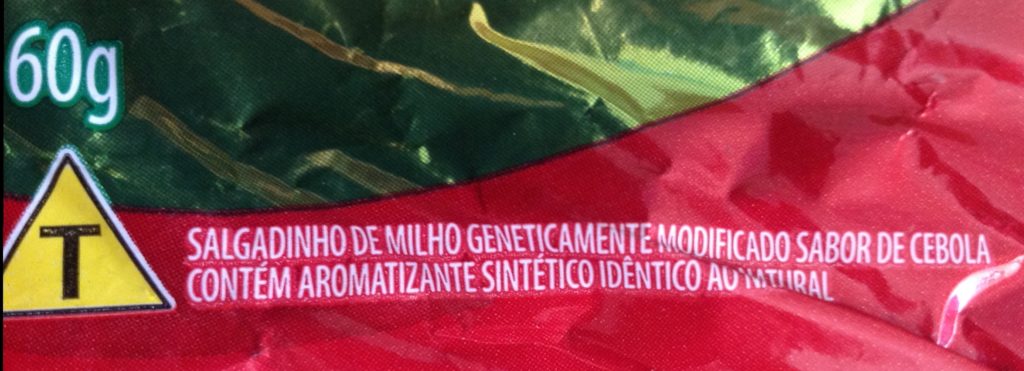 60g
T
SALGADINHO DE MILHO GENETICAMENTE MODIFICADO SABOR DE CEBOLA
CONTÉM AROMATIZANTE SINTÉTICO IDÊNTICO AO NATURAL